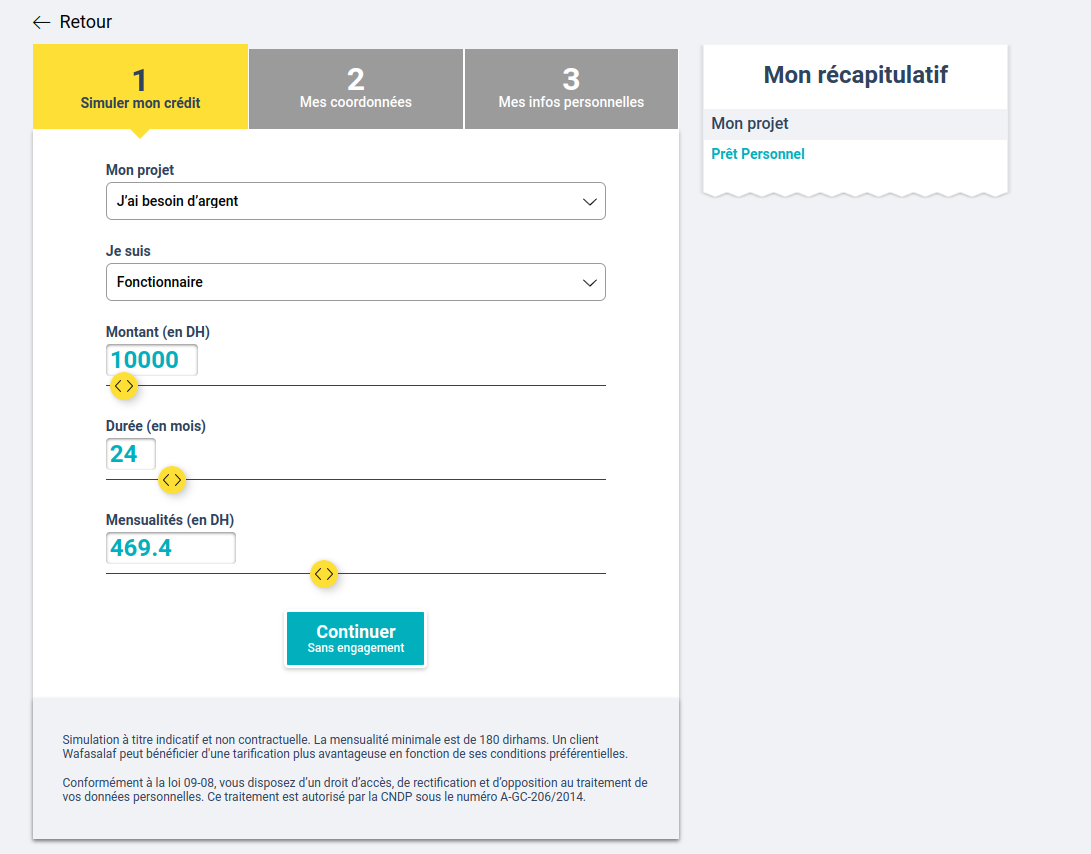 Retour
1
Simuler mon crédit
2
Mes coordonnées
3
Mes infos personnelles
Mon projet
J’ai besoin d’argent
Je suis
Fonctionnaire
Montant (en DH)
10000
Durée (en mois)
24
Mensualités (en DH)
469.4
Continuer
Sans engagement
Simulation à titre indicatif et non contractuelle. La mensualité minimale est de 180 dirhams. Un client
Wafasalaf peut bénéficier d'une tarification plus avantageuse en fonction de ses conditions préférentielles.
Conformément à la loi 09-08, vous disposez d’un droit d’accès, de rectification et d’opposition au traitement de
vos données personnelles. Ce traitement est autorisé par la CNDP sous le numéro A-GC-206/2014.
Mon récapitulatif
Mon projet
Prêt Personnel